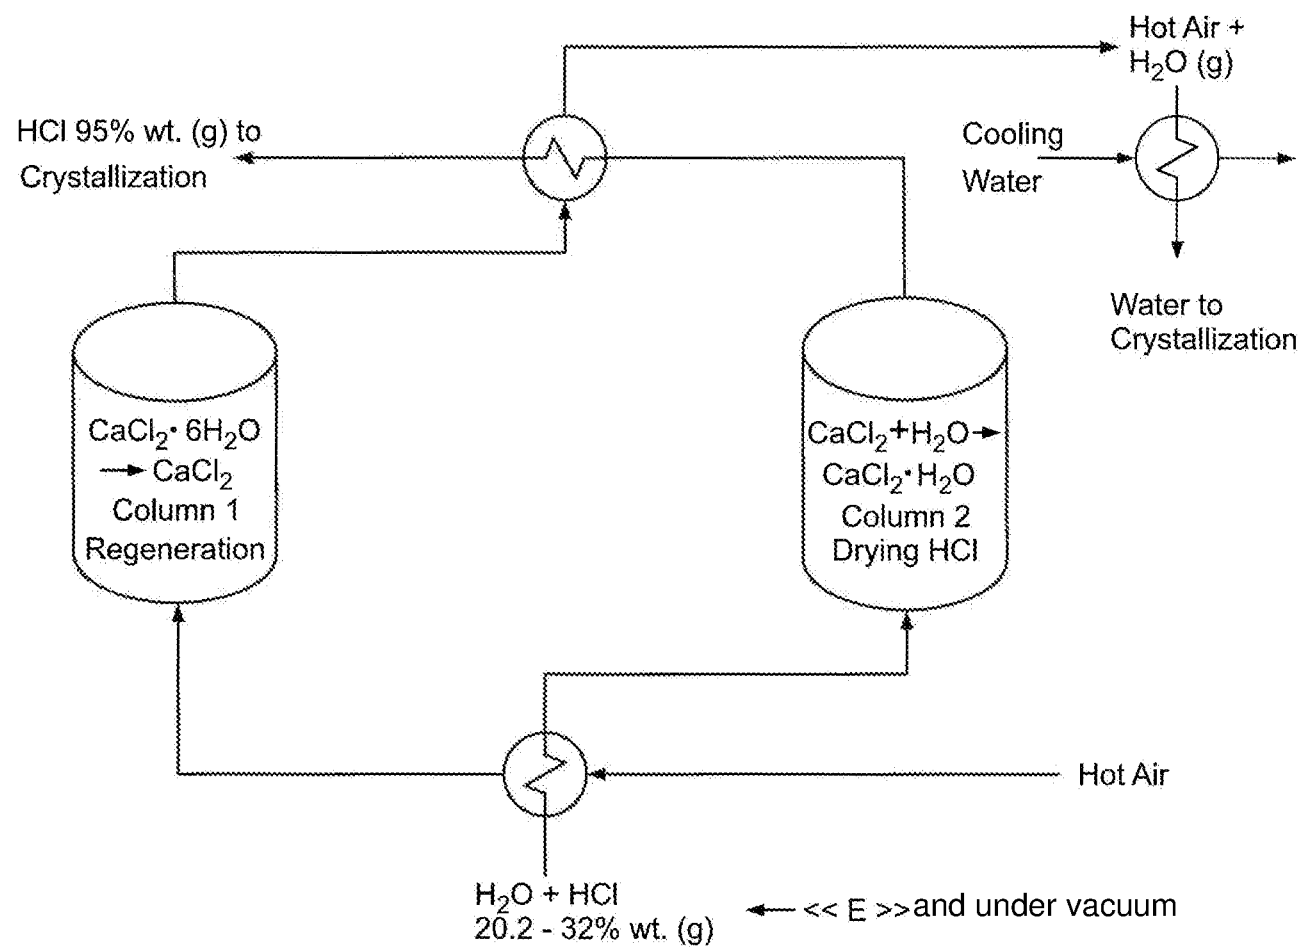 Hot Air +
H₂O (g)
HCl 95% wt. (g) to
Crystallization
Cooling
Water
Water to
Crystallization
CaCl₂• 6H₂O
→ CaCl₂
Column 1
Regeneration
CaCl₂+H₂O→
CaCl₂•H₂O
Column 2
Drying HCl
Hot Air
H₂O + HCl
20.2 - 32% wt. (g)
← << E >> and under vacuum